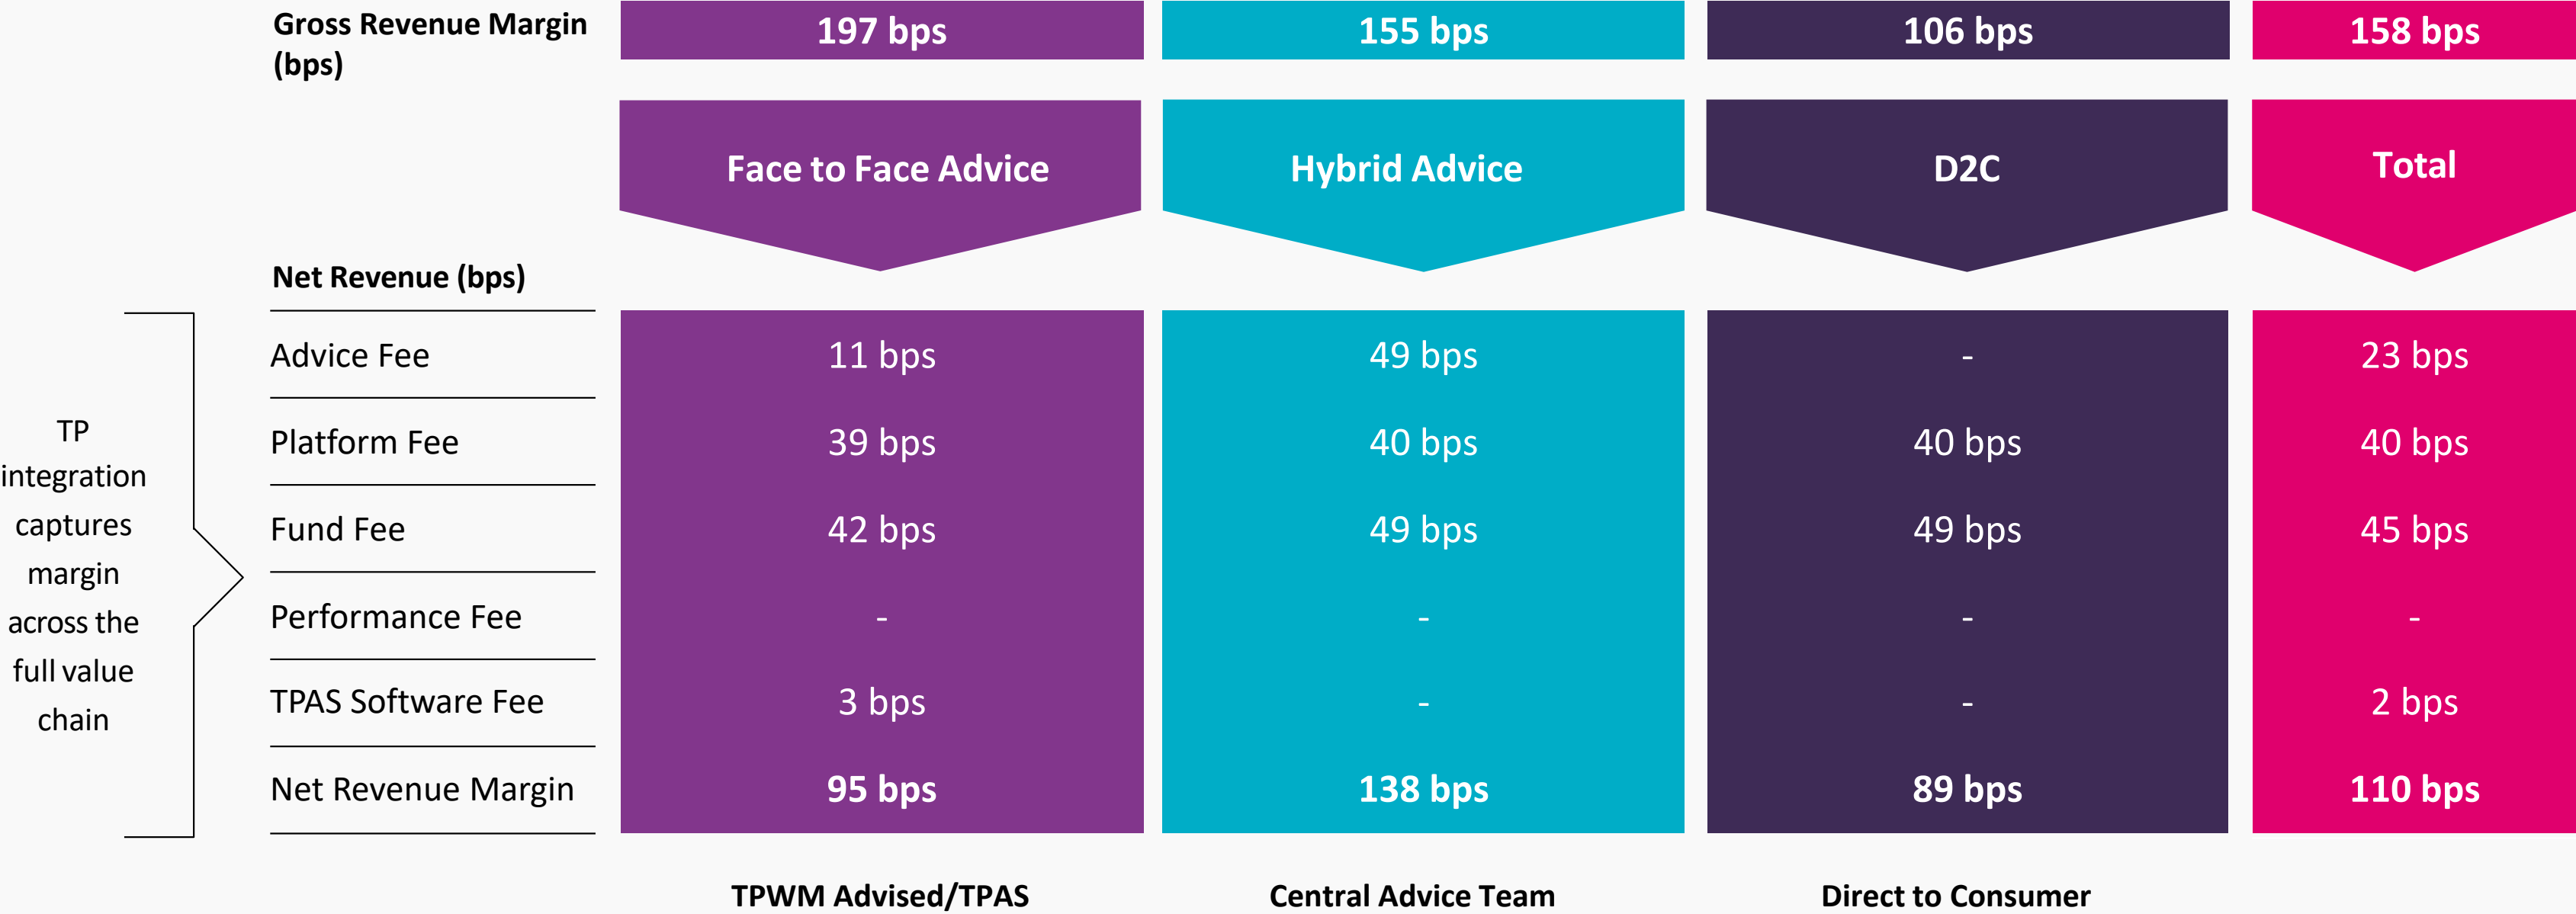 Gross Revenue Margin
(bps)
197 bps
155 bps
106 bps
158 bps
Face to Face Advice
Hybrid Advice
D2C
Total
Net Revenue (bps)
TP
integration
captures
margin
across the
full value
chain
Advice Fee
11 bps
49 bps
-
23 bps
Platform Fee
39 bps
40 bps
40 bps
40 bps
Fund Fee
42 bps
49 bps
49 bps
45 bps
Performance Fee
-
-
-
-
TPAS Software Fee
3 bps
-
-
2 bps
Net Revenue Margin
95 bps
138 bps
89 bps
110 bps
TPWM Advised/TPAS
Central Advice Team
Direct to Consumer